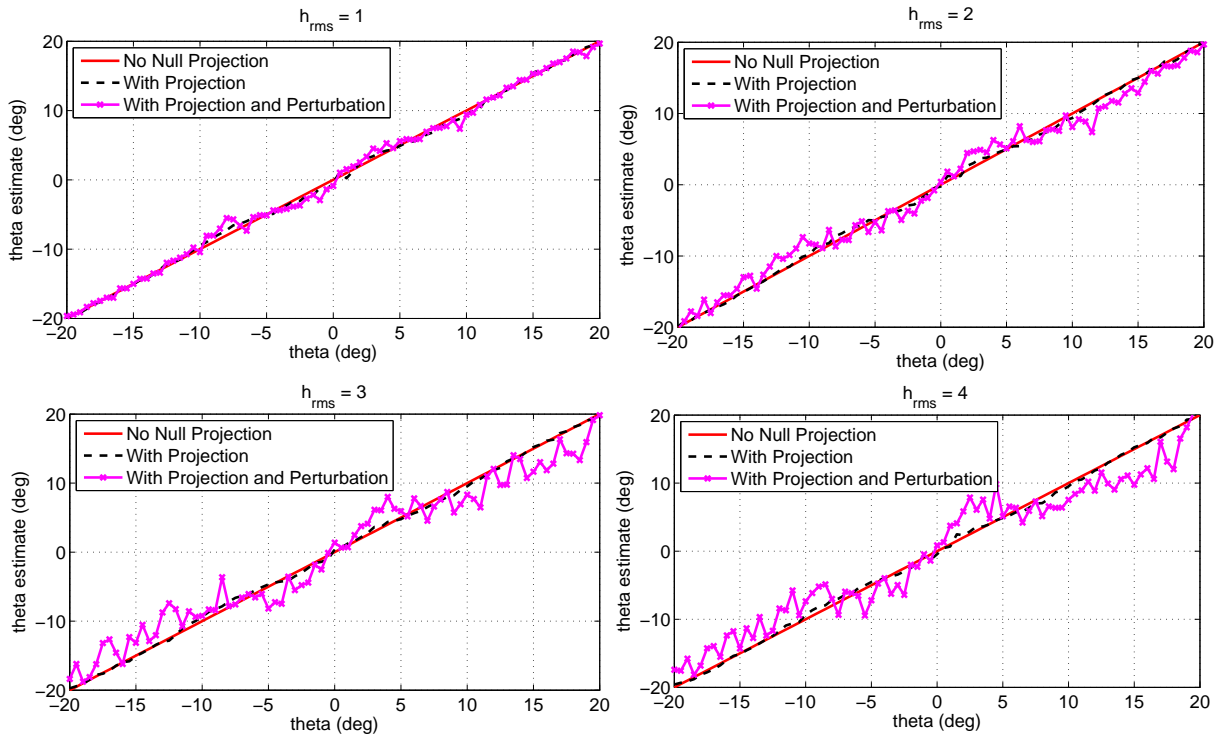 h_rms = 1
20
10
0
−10
−20
theta estimate (deg)
No Null Projection
With Projection
With Projection and Perturbation
−20 −15 −10 −5 0 5 10 15 20
theta (deg)
h_rms = 2
20
10
0
−10
−20
theta estimate (deg)
No Null Projection
With Projection
With Projection and Perturbation
−20 −15 −10 −5 0 5 10 15 20
theta (deg)
h_rms = 3
20
10
0
−10
−20
theta estimate (deg)
No Null Projection
With Projection
With Projection and Perturbation
−20 −15 −10 −5 0 5 10 15 20
theta (deg)
h_rms = 4
20
10
0
−10
−20
theta estimate (deg)
No Null Projection
With Projection
With Projection and Perturbation
−20 −15 −10 −5 0 5 10 15 20
theta (deg)